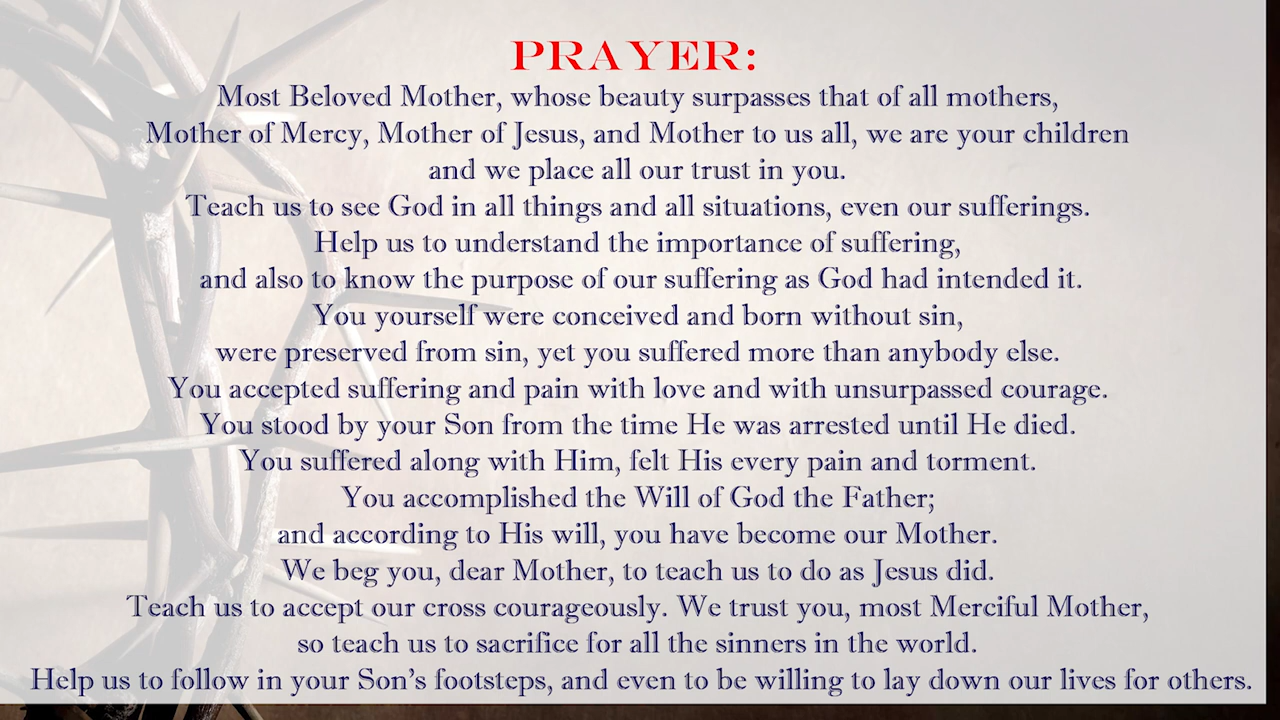 PRAYER:
Most Beloved Mother, whose beauty surpasses that of all mothers,
Mother of Mercy, Mother of Jesus, and Mother to us all, we are your children
and we place all our trust in you.
Teach us to see God in all things and all situations, even our sufferings.
Help us to understand the importance of suffering,
and also to know the purpose of our suffering as God had intended it.
You yourself were conceived and born without sin,
were preserved from sin, yet you suffered more than anybody else.
You accepted suffering and pain with love and with unsurpassed courage.
You stood by your Son from the time He was arrested until He died.
You suffered along with Him, felt His every pain and torment.
You accomplished the Will of God the Father;
and according to His will, you have become our Mother.
We beg you, dear Mother, to teach us to do as Jesus did.
Teach us to accept our cross courageously. We trust you, most Merciful Mother,
so teach us to sacrifice for all the sinners in the world.
Help us to follow in your Son’s footsteps, and even to be willing to lay down our lives for others.